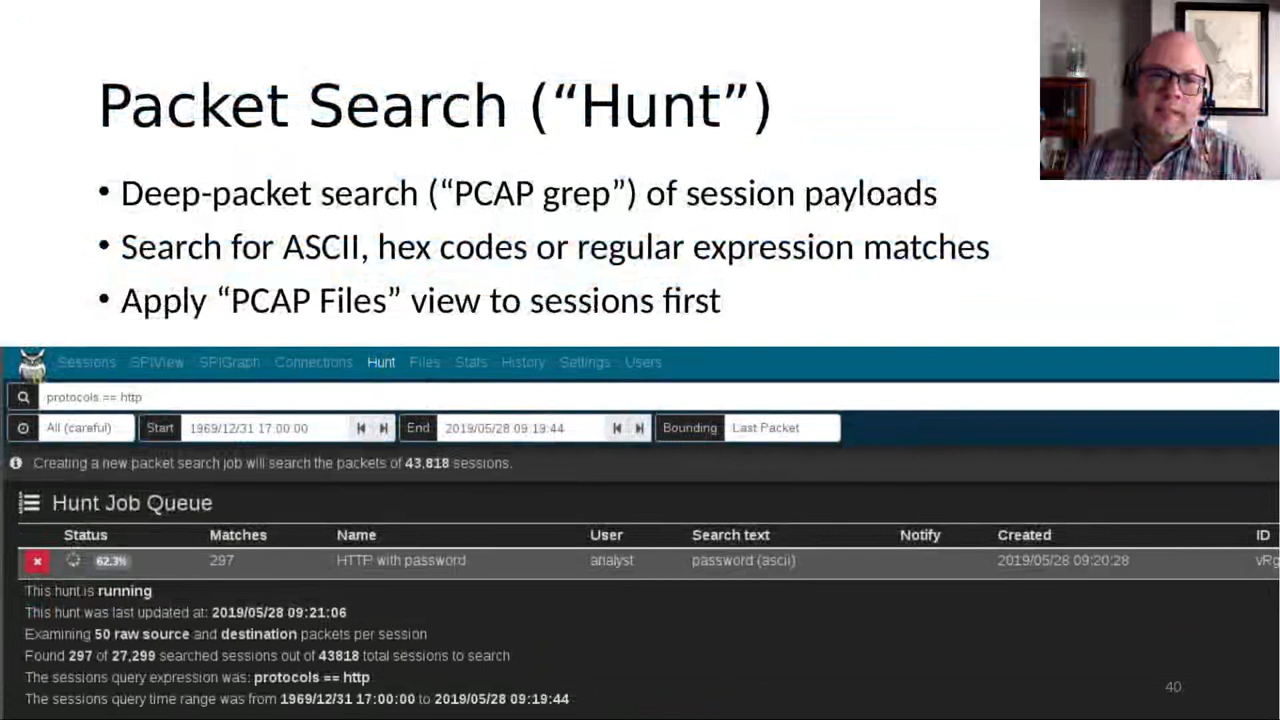 Packet Search (“Hunt”)
• Deep-packet search (“PCAP grep”) of session payloads
• Search for ASCII, hex codes or regular expression matches
• Apply “PCAP Files” view to sessions first
Sessions SPIView SPIGraph Connections Hunt Files Stats History Settings Users
protocols == http
All (careful) Start 1969/12/31 17:00:00 End 2019/05/28 09:19:44 Bounding Last Packet
Creating a new packet search job will search the packets of 43,818 sessions.
Hunt Job Queue
Status Matches Name User Search text Notify Created ID
62.3% 297 HTTP with password analyst password (ascii) 2019/05/28 09:20:28
This hunt is running
This hunt was last updated at: 2019/05/28 09:21:06
Examining 50 raw source and destination packets per session
Found 297 of 27,299 searched sessions out of 43818 total sessions to search
The sessions query expression was: protocols == http
The sessions query time range was from 1969/12/31 17:00:00 to 2019/05/28 09:19:44
40